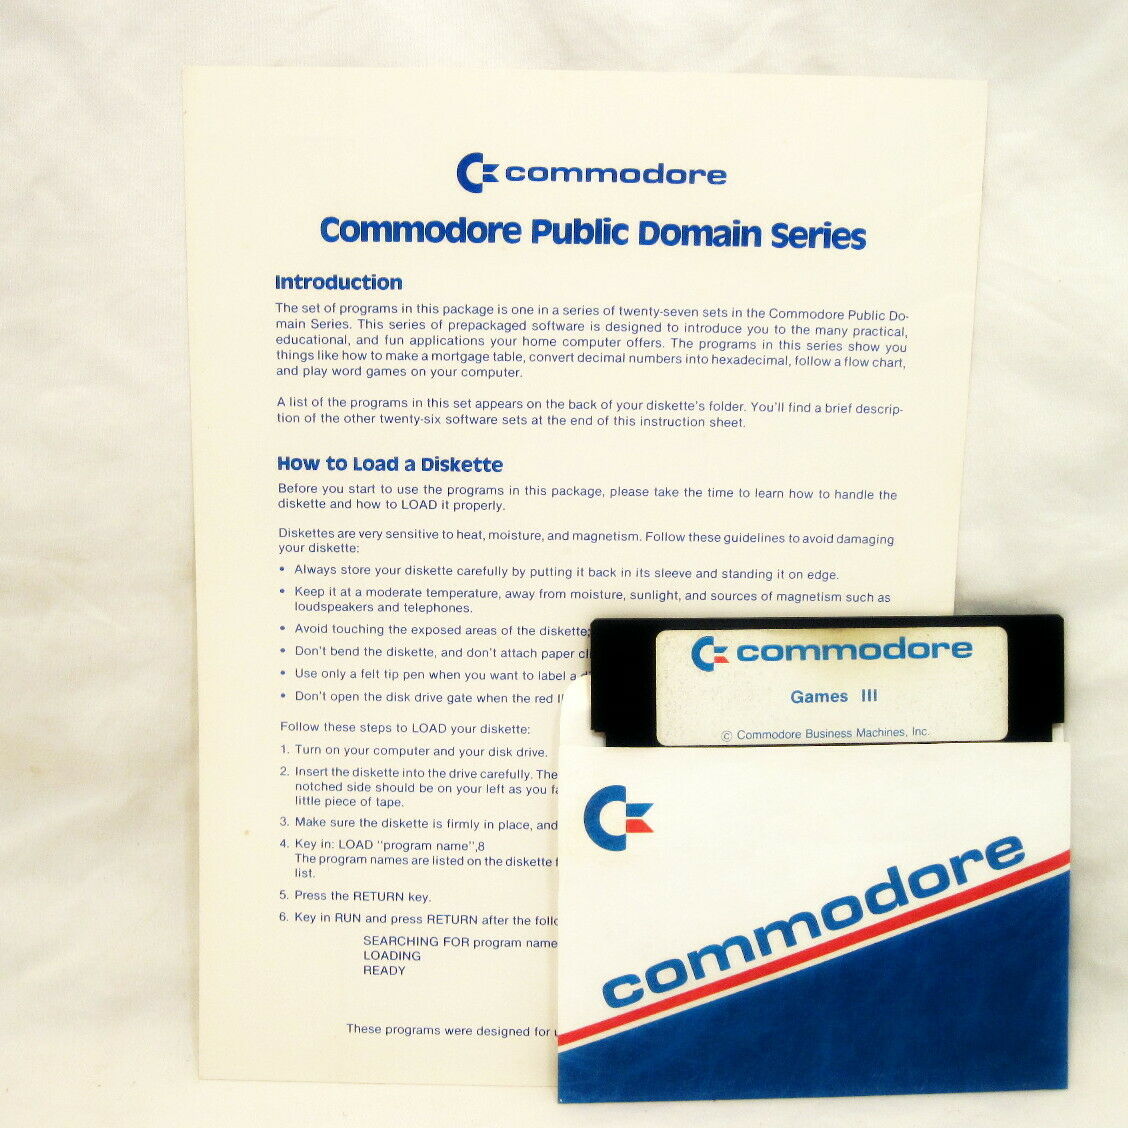 commodore
Commodore Public Domain Series
Introduction
The set of programs in this package is one in a series of twenty-seven sets in the Commodore Public Do-
main Series. This series of prepackaged software is designed to introduce you to the many practical,
educational, and fun applications your home computer offers. The programs in this series show you
things like how to make a mortgage table, convert decimal numbers into hexadecimal, follow a flow chart,
and play word games on your computer.
A list of the programs in this set appears on the back of your diskette's folder. You'll find a brief descrip-
tion of the other twenty-six software sets at the end of this instruction sheet.
How to Load a Diskette
Before you start to use the programs in this package, please take the time to learn how to handle the
diskette and how to LOAD it properly.
Diskettes are very sensitive to heat, moisture, and magnetism. Follow these guidelines to avoid damaging
your diskette:
• Always store your diskette carefully by putting it back in its sleeve and standing it on edge.
• Keep it at a moderate temperature, away from moisture, sunlight, and sources of magnetism such as
loudspeakers and telephones.
• Avoid touching the exposed areas of the diskette;
• Don't bend the diskette, and don't attach paper
• Use only a felt tip pen when you want to label a
• Don't open the disk drive gate when the red
Follow these steps to LOAD your diskette:
1. Turn on your computer and your disk drive.
2. Insert the diskette into the drive carefully. The
notched side should be on your left as you
little piece of tape.
3. Make sure the diskette is firmly in place, and
4. Key in: LOAD "program name",8
The program names are listed on the diskette
list.
5. Press the RETURN key.
6. Key in RUN and press RETURN after the
SEARCHING FOR program name
LOADING
READY
These programs were designed for
commodore
Games III
© Commodore Business Machines, Inc.
commodore